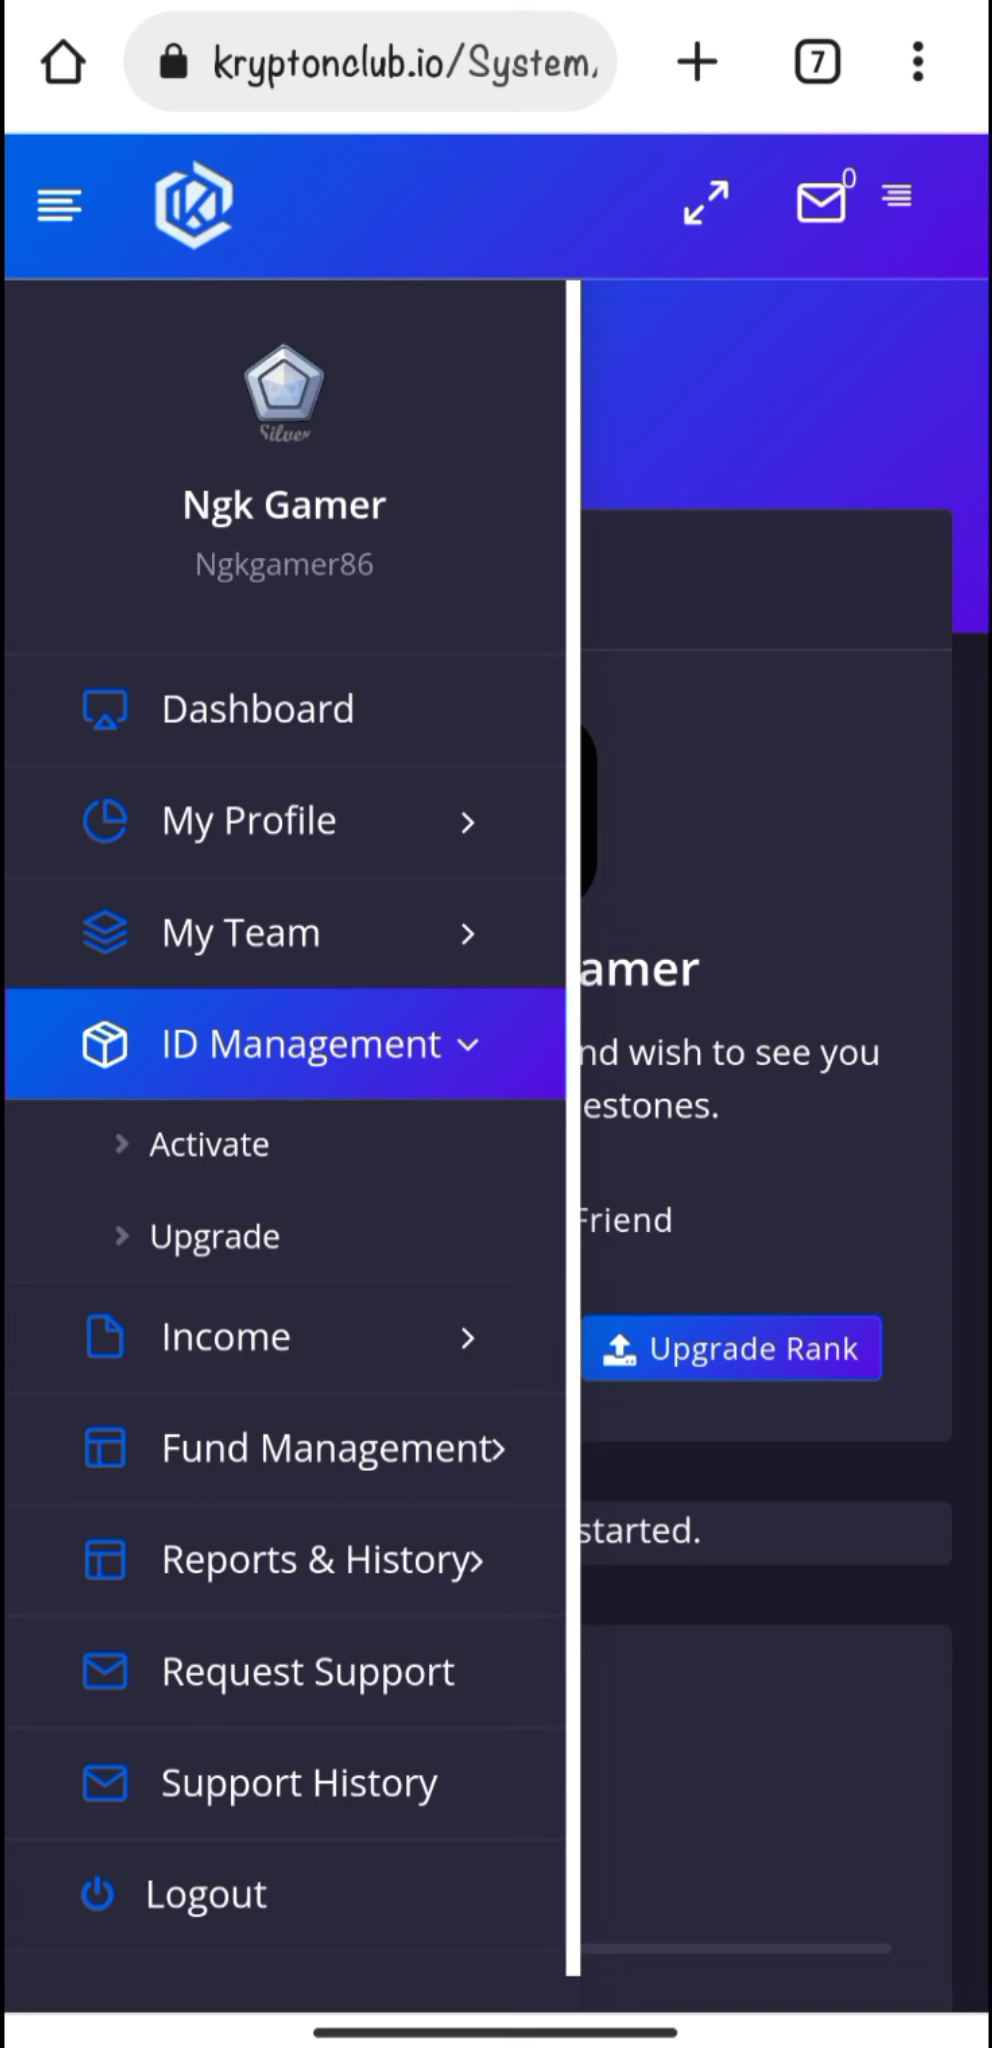 kryptonclub.io/System
7
0
Silver
Ngk Gamer
Ngkgamer86
Dashboard
My Profile
My Team
ID Management
Activate
Upgrade
Income
Fund Management
Reports & History
Request Support
Support History
Logout
amer
nd wish to see you
estones.
Friend
Upgrade Rank
started.